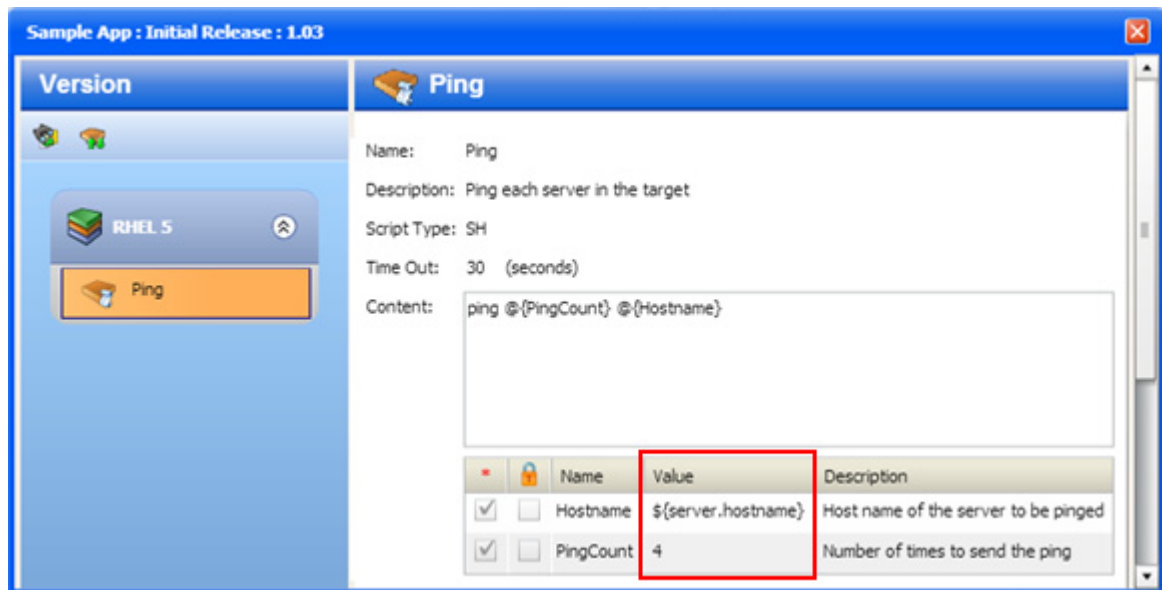 Sample App : Initial Release : 1.03
Version
Ping
RHEL 5
Ping
Name: Ping
Description: Ping each server in the target
Script Type: SH
Time Out: 30 (seconds)
Content: ping @{PingCount} @{Hostname}
* Name Value Description
Hostname ${server.hostname} Host name of the server to be pinged
PingCount 4 Number of times to send the ping